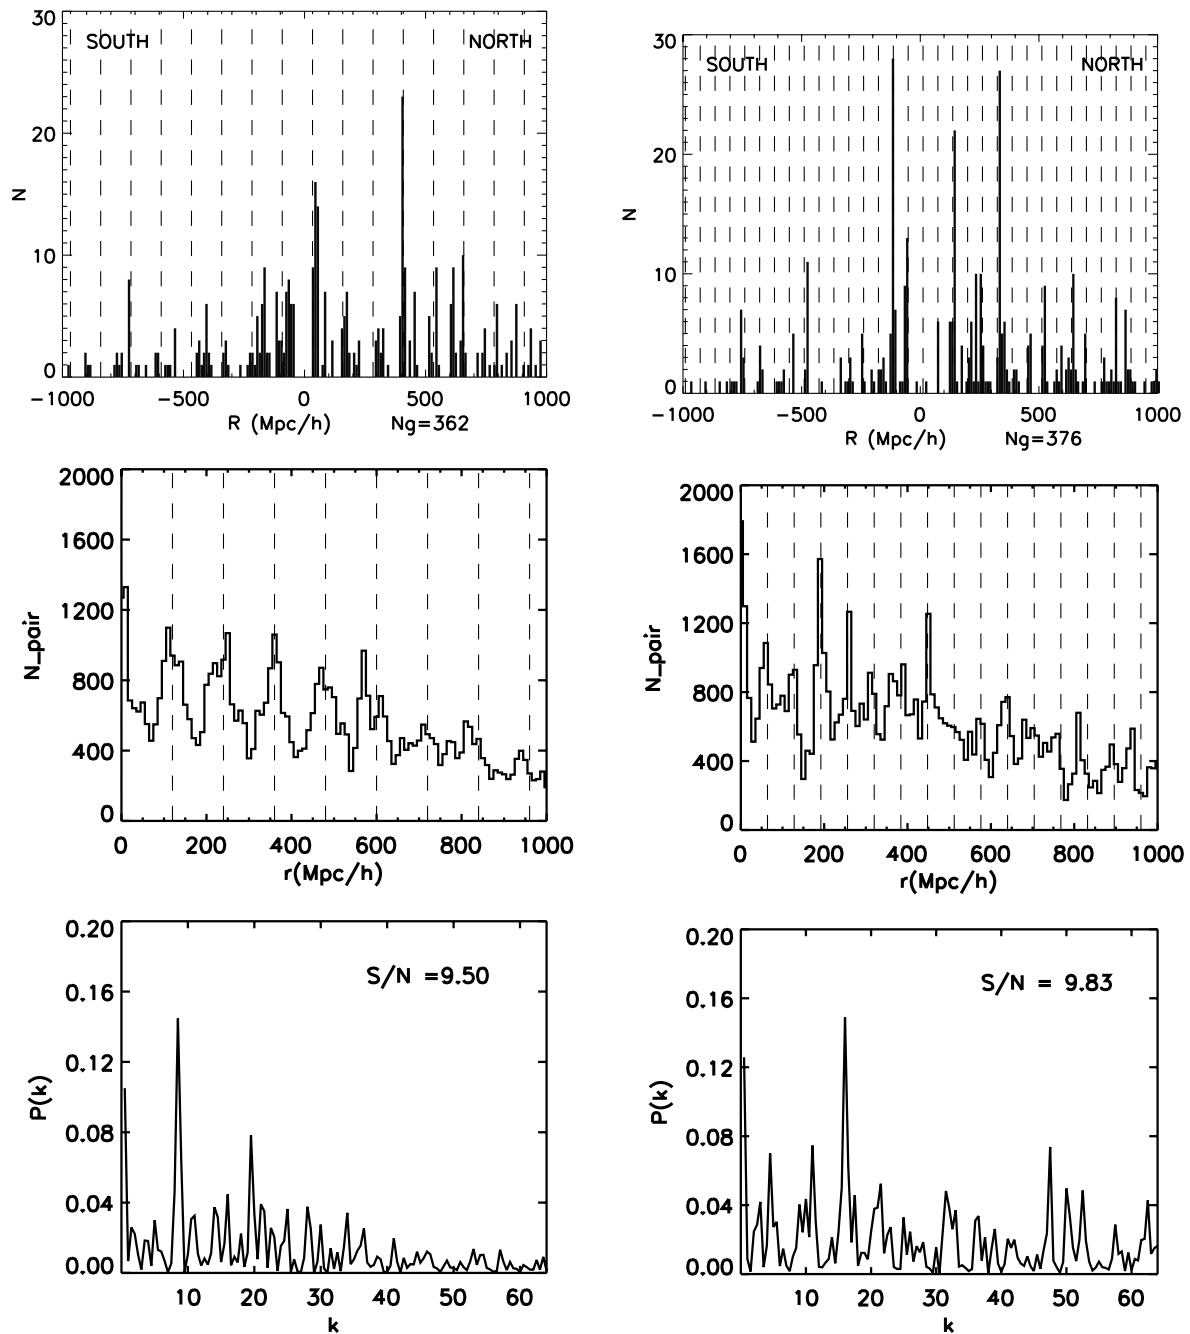 30
SOUTH
NORTH
20
N
10
0
−1000 −500 0 500 1000
R (Mpc/h) Ng=362
30
SOUTH
NORTH
20
N
10
0
−1000 −500 0 500 1000
R (Mpc/h) Ng=376
2000
1600
1200
N_pair
800
400
0
0 200 400 600 800 1000
r(Mpc/h)
2000
1600
1200
N_pair
800
400
0
0 200 400 600 800 1000
r(Mpc/h)
0.20
S/N =9.50
0.16
0.12
P(k)
0.08
0.04
0.00
10 20 30 40 50 60
k
0.20
S/N = 9.83
0.16
0.12
P(k)
0.08
0.04
0.00
10 20 30 40 50 60
k